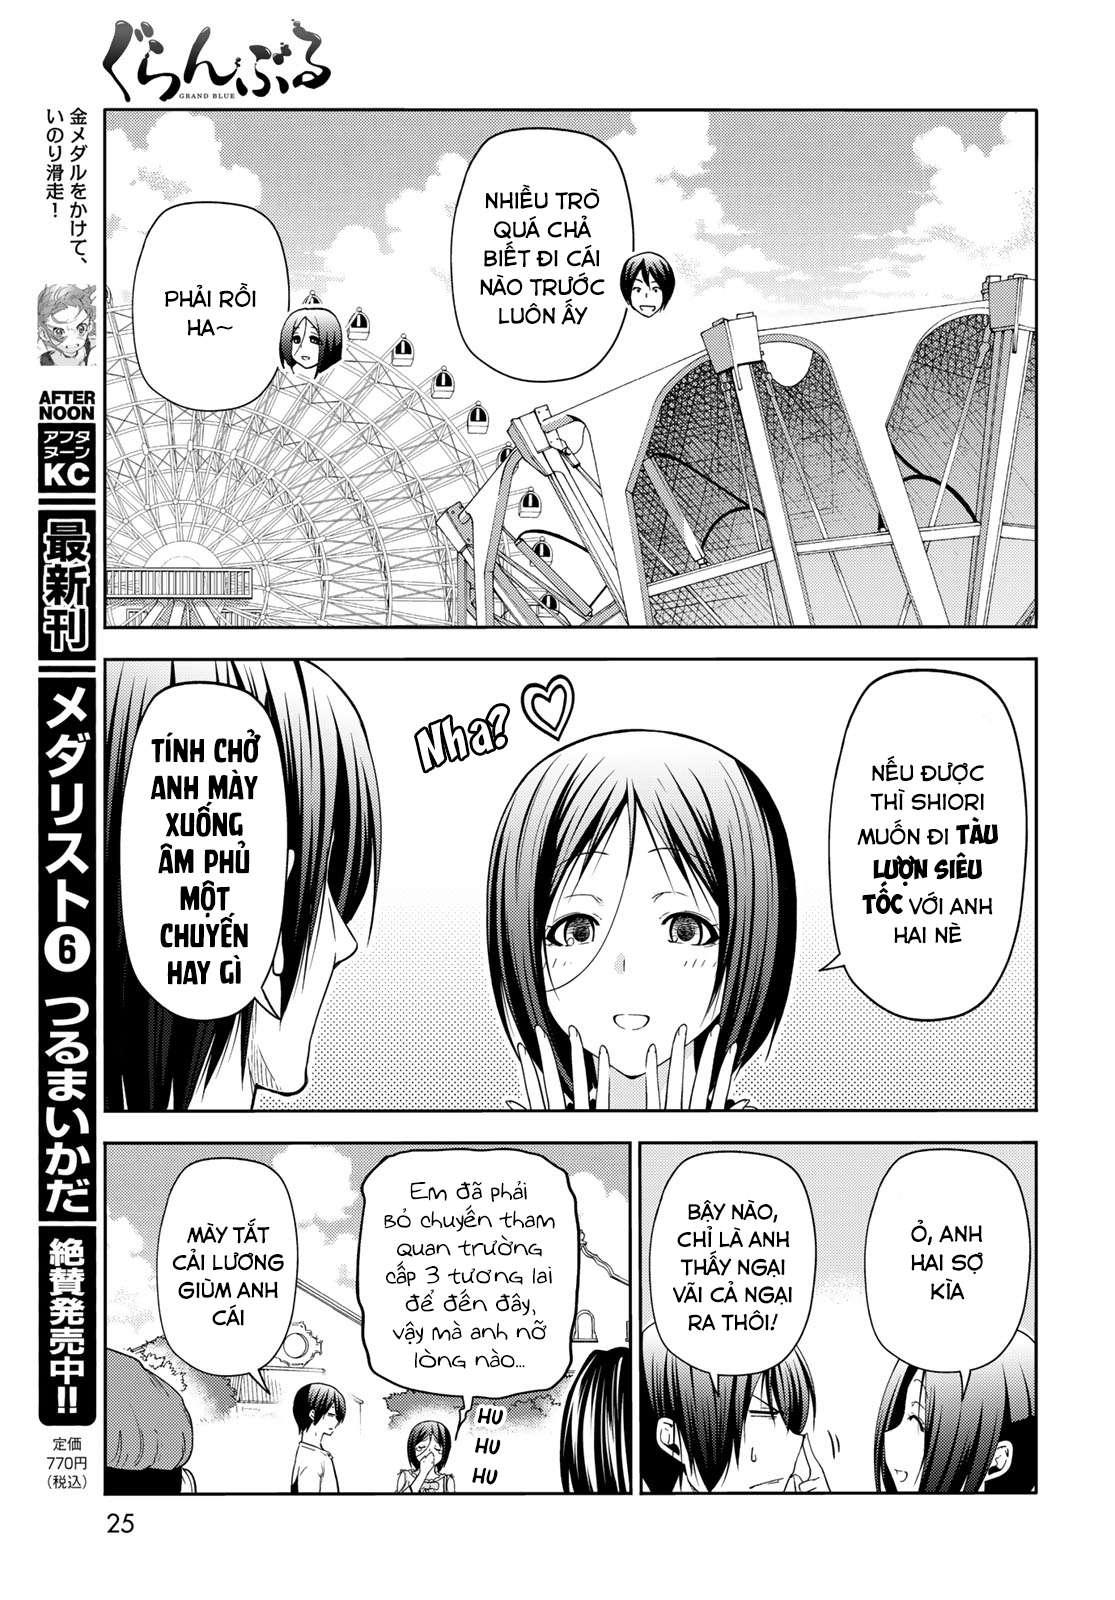 ぐらんぶる
GRAND BLUE
金メダルをかけて、
いのり滑走！
AFTER
NOON
アフタ
ヌーン
KC
最新刊
メダリスト6
つるまいかだ
絶賛発売中!!
定価
770円
（税込）
NHIỀU TRÒ
QUÁ CHẢ
BIẾT ĐI CÁI
NÀO TRƯỚC
LUÔN ẤY
PHẢI RỒI
HA~
NẾU ĐƯỢC
THÌ SHIORI
MUỐN ĐI TÀU
LƯỢN SIÊU
TỐC VỚI ANH
HAI NÈ
Nha?
TÍNH CHỞ
ANH MÀY
XUỐNG
ÂM PHỦ
MỘT
CHUYẾN
HAY GÌ
Ỏ, ANH
HAI SỢ
KÌA
BẬY NÀO,
CHỈ LÀ ANH
THẤY NGẠI
VÃI CẢ NGẠI
RA THÔI!
Em đã phải
bỏ chuyến tham
quan trường
cấp 3 tương lai
để đến đây,
vậy mà anh nỡ
lòng nào...
HU
HU
HU
MÀY TẮT
CẢI LƯƠNG
GIÙM ANH
CÁI
25